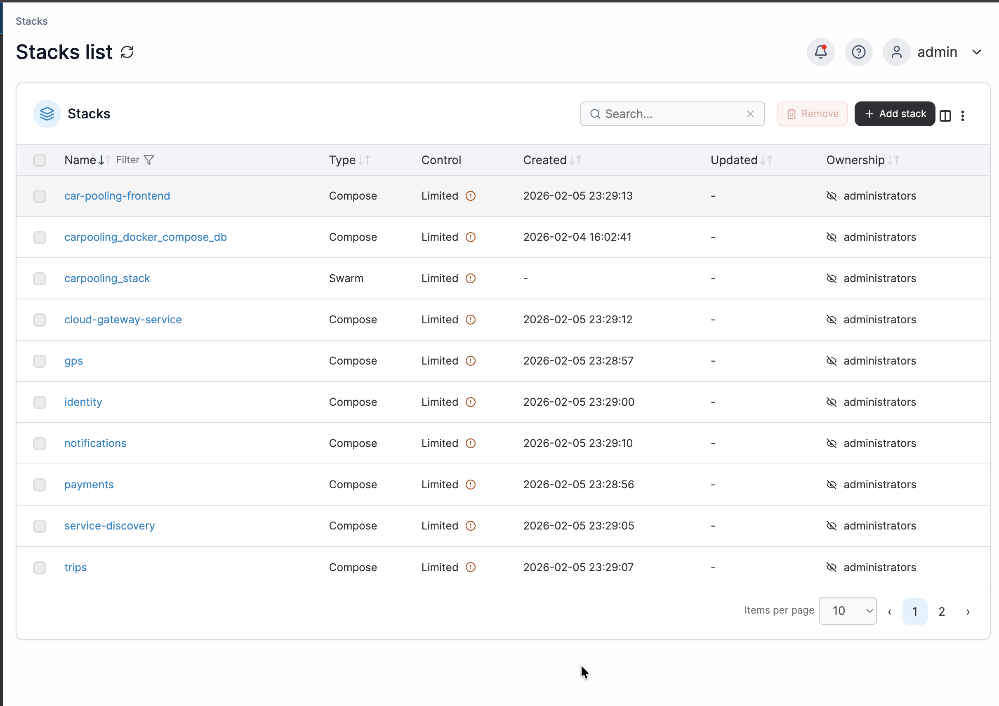 Stacks
Stacks list
admin
Stacks
Search...
Remove
Add stack
Name Filter Type Control Created Updated Ownership
car-pooling-frontend Compose Limited 2026-02-05 23:29:13 - administrators
carpooling_docker_compose_db Compose Limited 2026-02-04 16:02:41 - administrators
carpooling_stack Swarm Limited - - administrators
cloud-gateway-service Compose Limited 2026-02-05 23:29:12 - administrators
gps Compose Limited 2026-02-05 23:28:57 - administrators
identity Compose Limited 2026-02-05 23:29:00 - administrators
notifications Compose Limited 2026-02-05 23:29:10 - administrators
payments Compose Limited 2026-02-05 23:28:56 - administrators
service-discovery Compose Limited 2026-02-05 23:29:05 - administrators
trips Compose Limited 2026-02-05 23:29:07 - administrators
Items per page 10 ‹ 1 2 ›